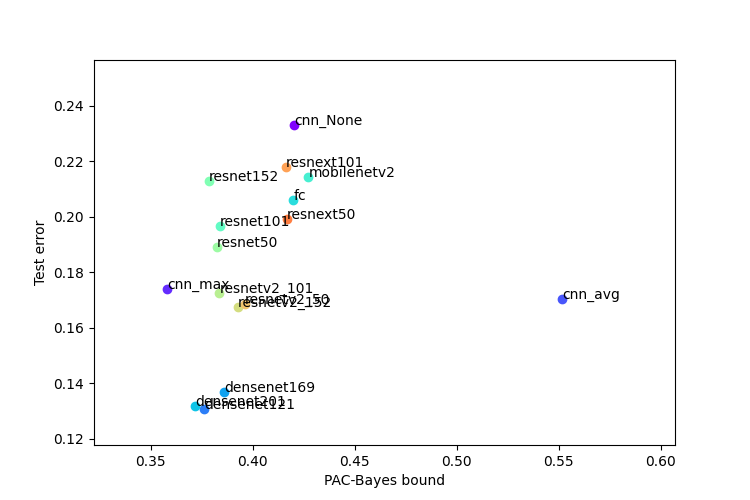 0.24
0.22
0.20
0.18
0.16
0.14
0.12
Test error
cnn_None
resnext101
mobilenetv2
resnet152
fc
resnext50
resnet101
resnet50
cnn_max
resnetv2_101
resnetv2_50
resnetv2_152
cnn_avg
densenet169
densenet201
densenet121
0.35 0.40 0.45 0.50 0.55 0.60
PAC-Bayes bound